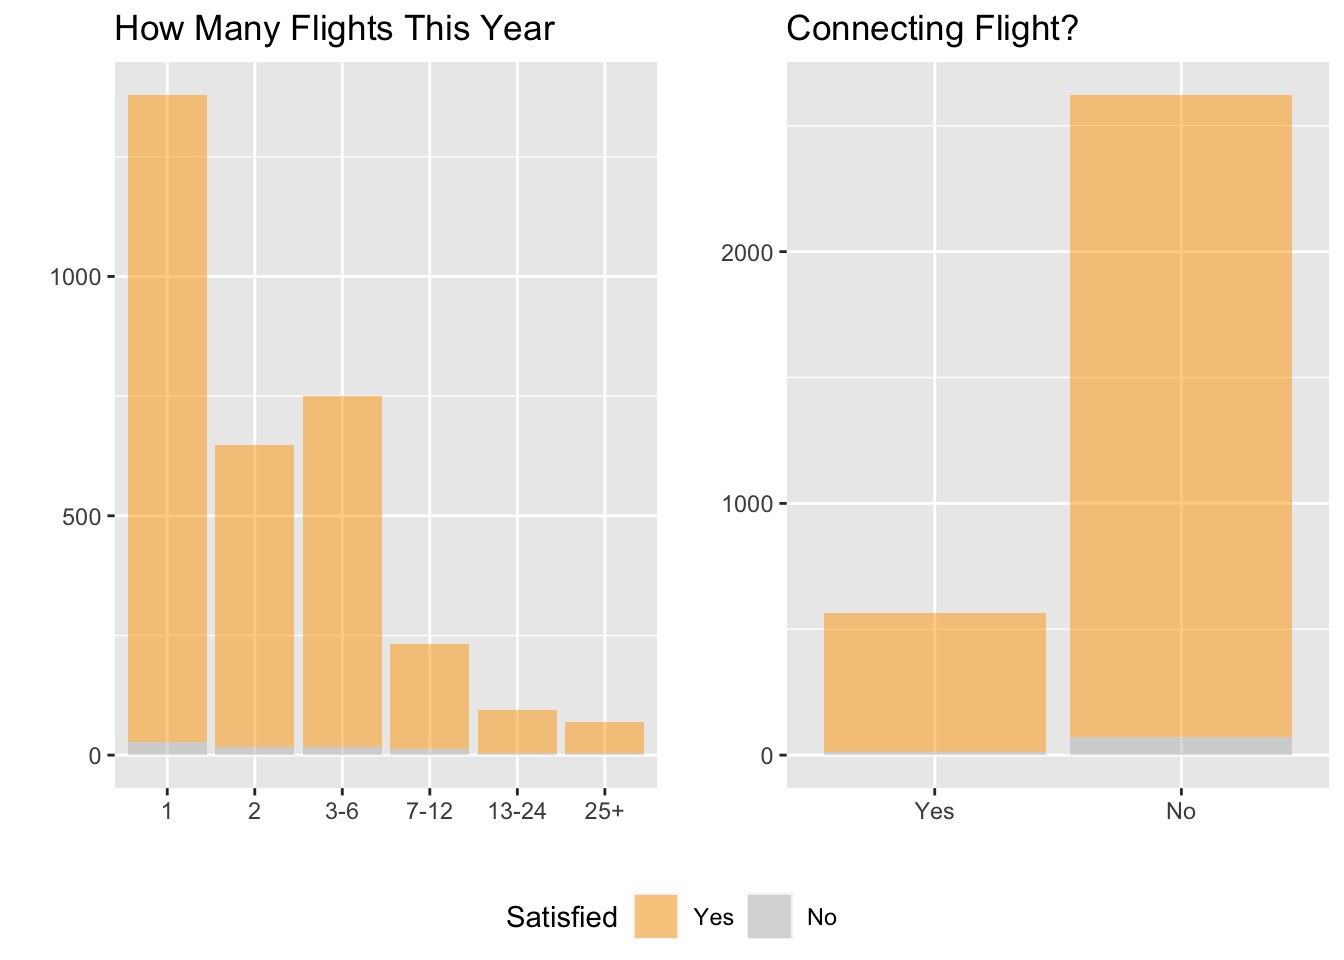 How Many Flights This Year
1000
500
0
1 2 3-6 7-12 13-24 25+
Connecting Flight?
2000
1000
0
Yes No
Satisfied Yes No